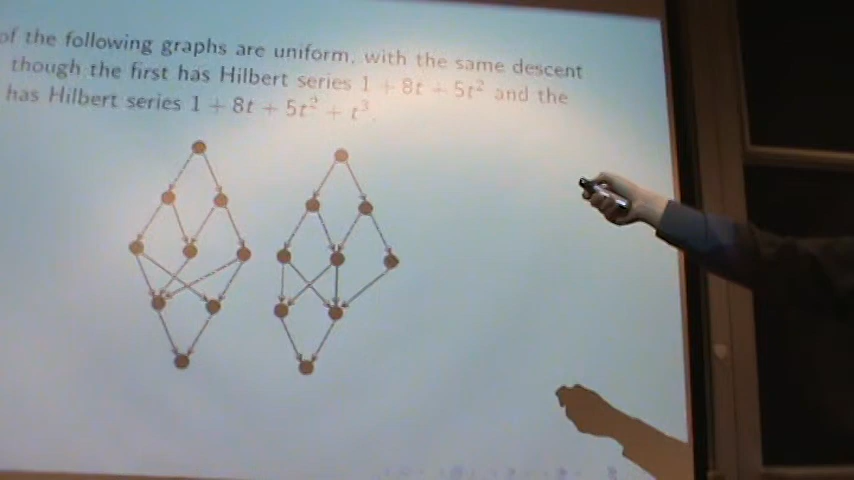 of the following graphs are uniform, with the same descent
though the first has Hilbert series 1 + 8t + 5t² and the
has Hilbert series 1 + 8t + 5t² + t³.